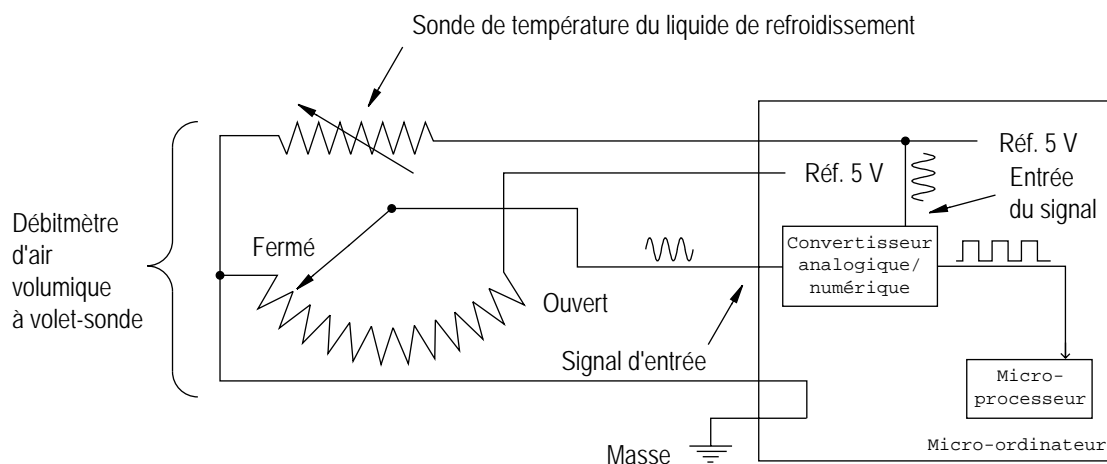 Sonde de température du liquide de refroidissement
Réf. 5 V
Réf. 5 V
Entrée
du signal
Débitmètre
d'air
volumique
à volet-sonde
Fermé
Ouvert
Convertisseur
analogique/
numérique
Signal d'entrée
Micro-
processeur
Micro-ordinateur
Masse